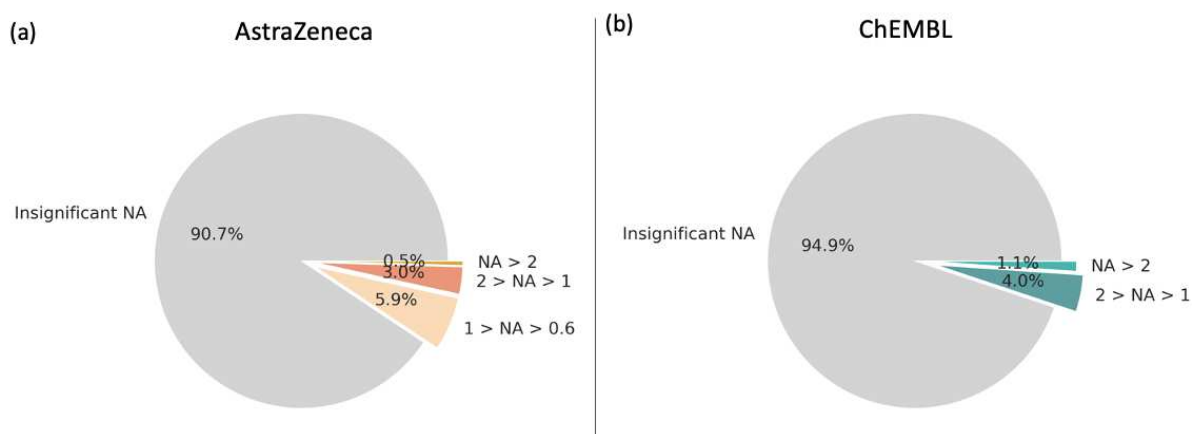 (a)
AstraZeneca
Insignificant NA
90.7%
0.5%
NA > 2
3.0%
2 > NA > 1
5.9%
1 > NA > 0.6
(b)
ChEMBL
Insignificant NA
94.9%
1.1%
NA > 2
4.0%
2 > NA > 1